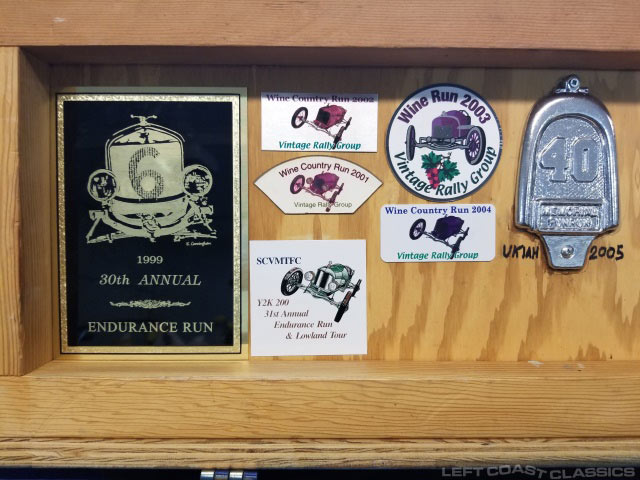 6
S. Cunningham
1999
30th ANNUAL
ENDURANCE RUN
Wine Country Run 2002
Vintage Rally Group
Wine Country Run 2001
Vintage Rally Group
SCVMTFC
Y2K 200
31st Annual
Endurance Run
& Lowland Tour
Wine Run 2003
Vintage Rally Group
Wine Country Run 2004
Vintage Rally Group
40
MEMORIAL
UKIAH 2005
LEFT COAST CLASSICS